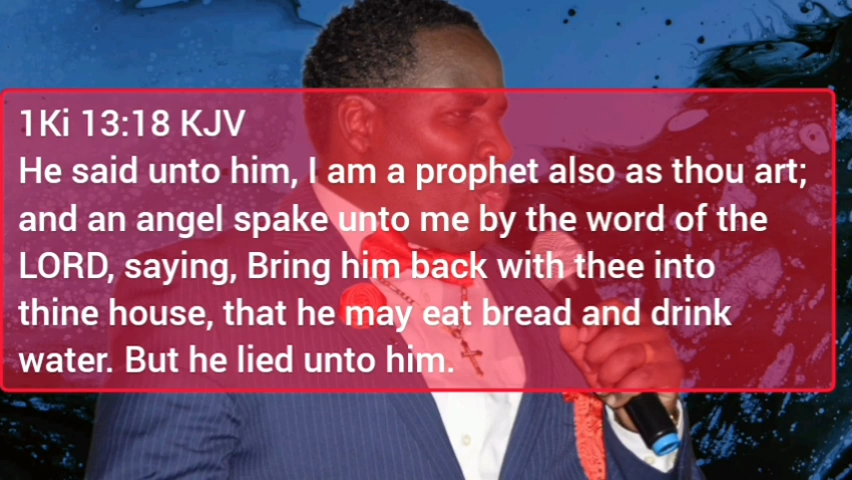 1Ki 13:18 KJV
He said unto him, I am a prophet also as thou art;
and an angel spake unto me by the word of the
LORD, saying, Bring him back with thee into
thine house, that he may eat bread and drink
water. But he lied unto him.